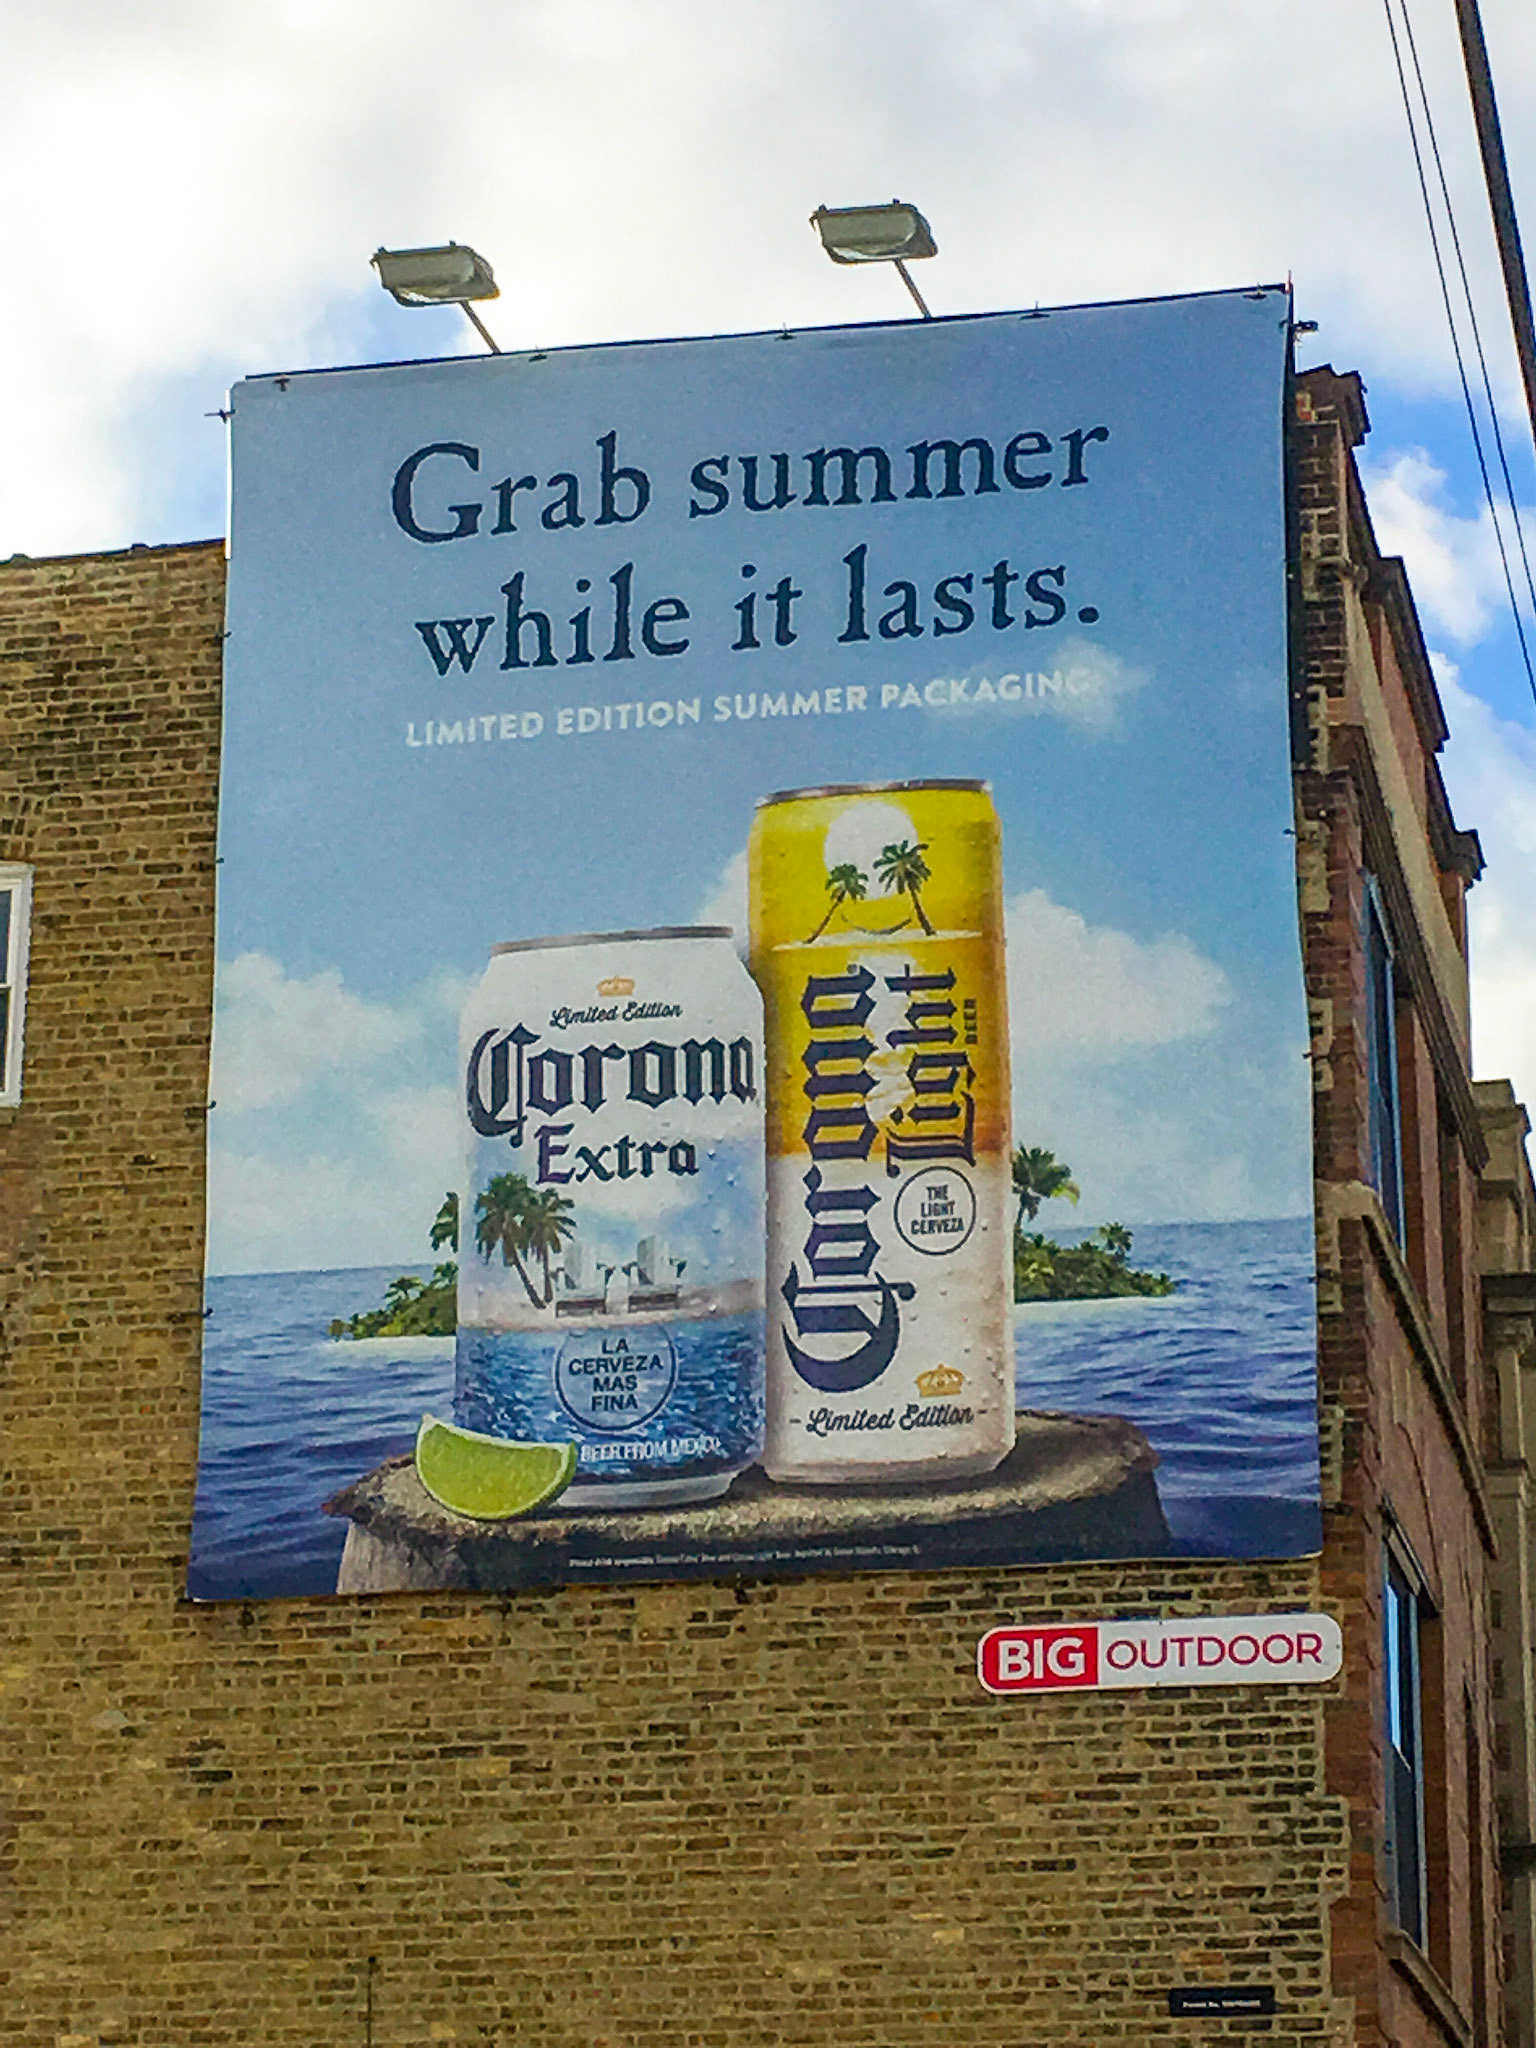 Grab summer
while it lasts.
LIMITED EDITION SUMMER PACKAGING
Limited Edition
Corona
Extra
LA
CERVEZA
MAS
FINA
BEER FROM MEXICO
Corona
Light
BEER
THE
LIGHT
CERVEZA
- Limited Edition -
BIG OUTDOOR